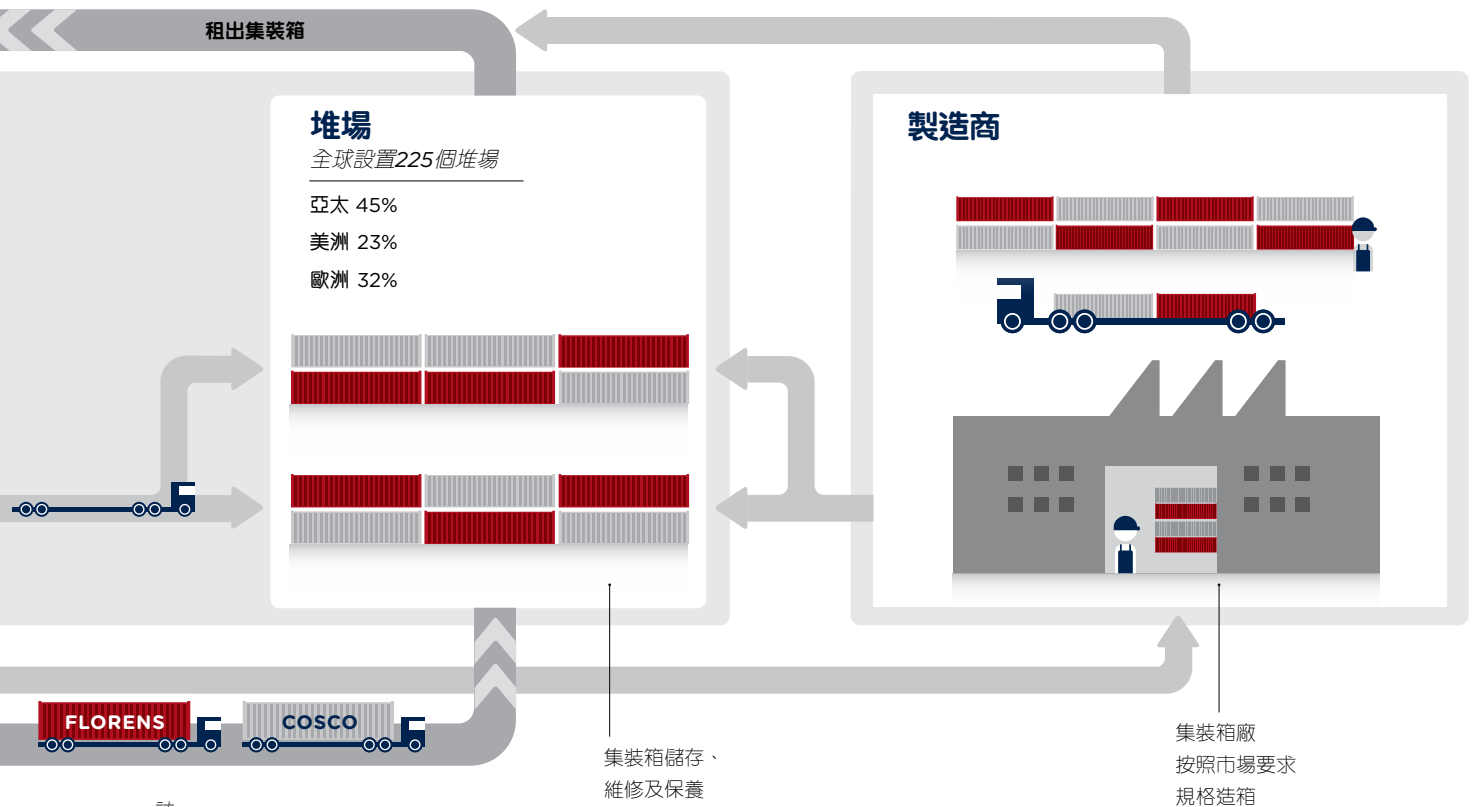 租出集裝箱
堆場
全球設置225個堆場
亞太 45%
美洲 23%
歐洲 32%
製造商
FLORENS
COSCO
集裝箱儲存、
維修及保養
集裝箱廠
按照市場要求
規格造箱